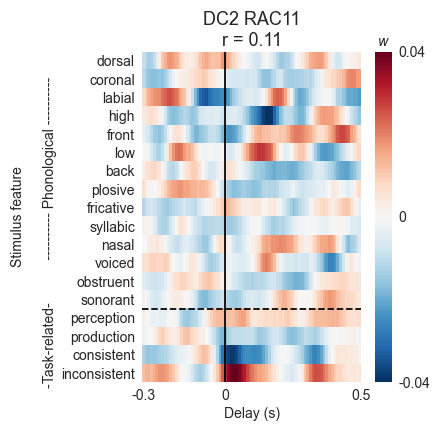 DC2 RAC11
r = 0.11
w
dorsal
coronal
labial
high
front
low
back
plosive
fricative
syllabic
nasal
voiced
obstruent
sonorant
perception
production
consistent
inconsistent
Stimulus feature
-Task-related- ----------- Phonological ----------
0.04
0
-0.04
-0.3 0 0.5
Delay (s)